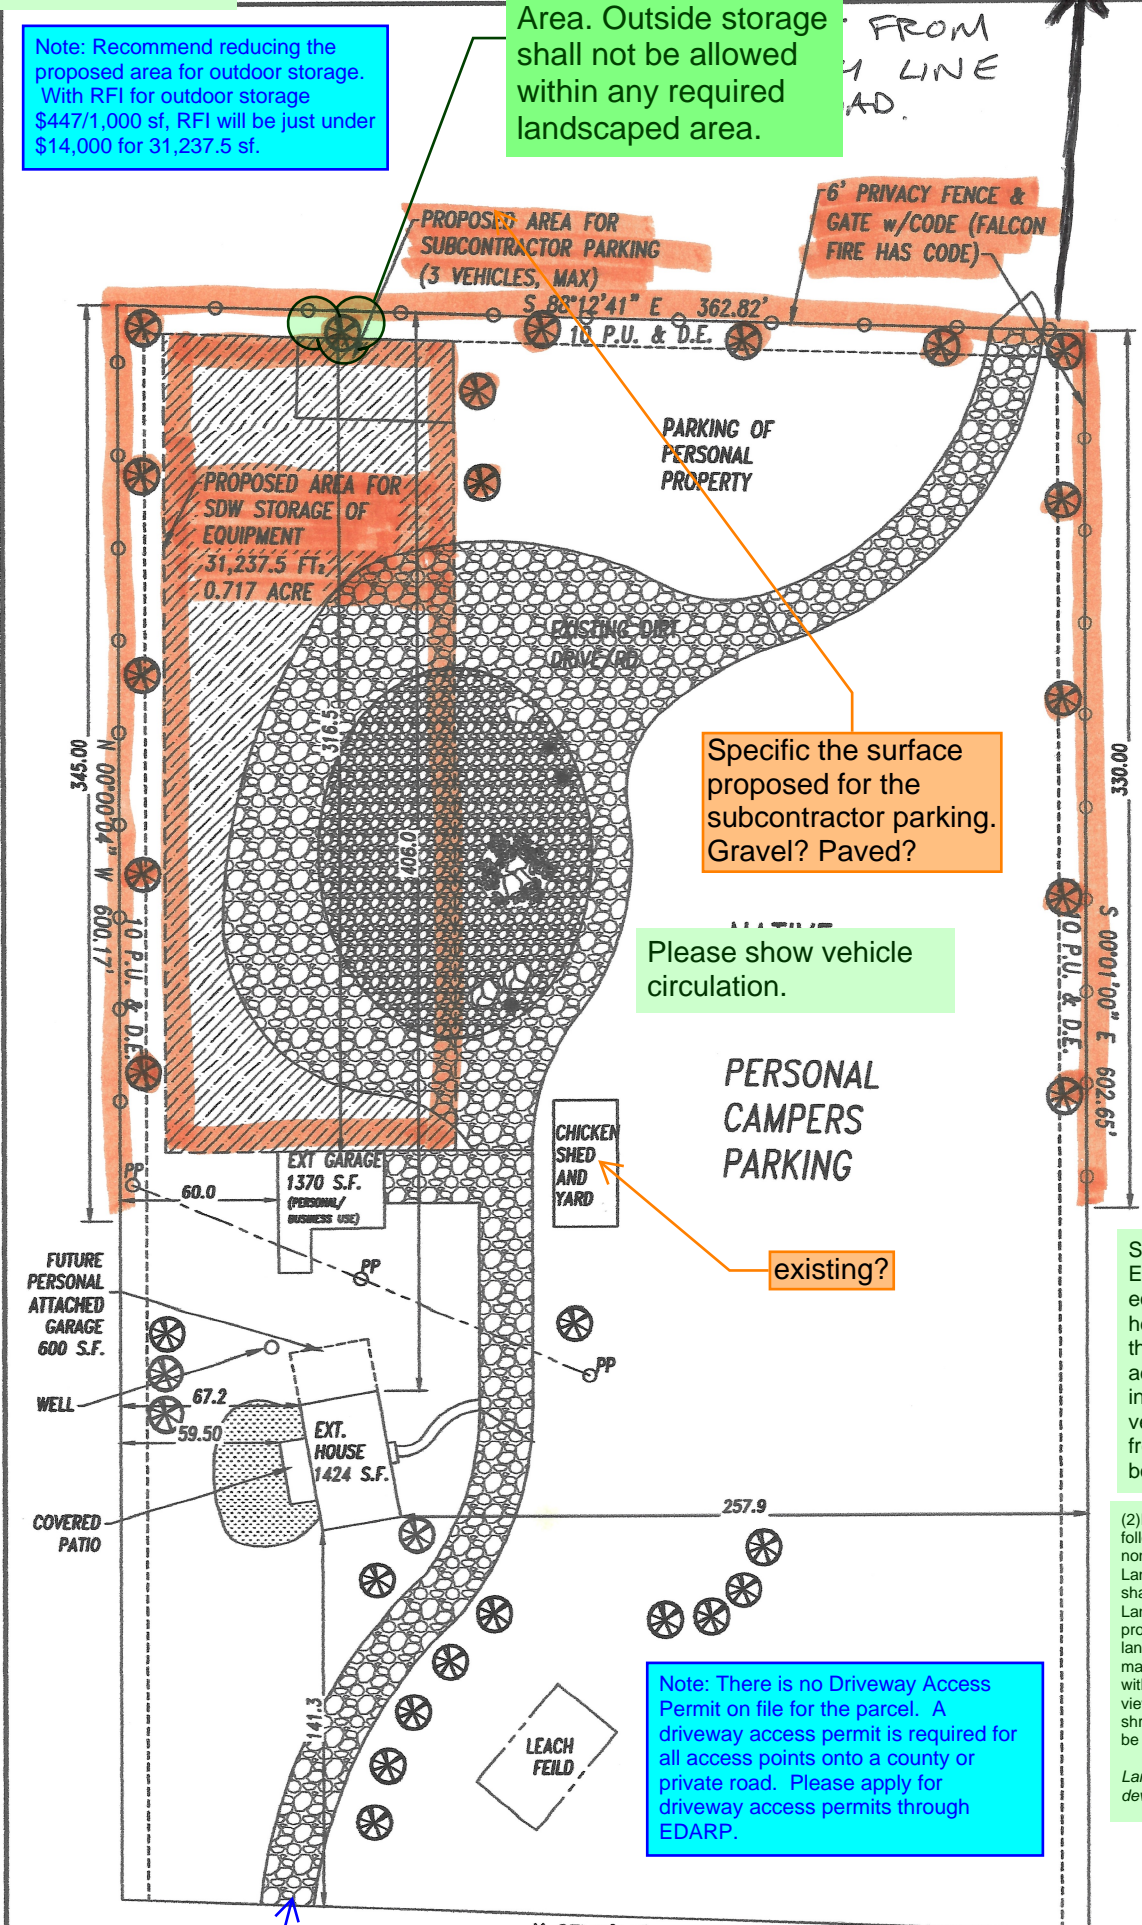 Note: Recommend reducing the
proposed area for outdoor storage.
With RFI for outdoor storage
$447/1,000 sf, RFI will be just under
$14,000 for 31,237.5 sf.
Area. Outside storage
shall not be allowed
within any required
landscaped area.
FROM
LINE
PROPOSED AREA FOR
SUBCONTRACTOR PARKING
(3 VEHICLES, MAX)
6' PRIVACY FENCE &
GATE w/CODE (FALCON
FIRE HAS CODE)
S 88°12'41" E 362.82'
10 P.U. & D.E.
PARKING OF
PERSONAL
PROPERTY
PROPOSED AREA FOR
SDW STORAGE OF
EQUIPMENT
31,237.5 FT2
0.717 ACRE
EXISTING DIRT
DRIVE/RD
345.00
N 00°00'04" W 600.17'
10 P.U. & D.E.
316.5
406.0
Specific the surface
proposed for the
subcontractor parking.
Gravel? Paved?
330.00
S 00°01'00" E 602.65'
10 P.U. & D.E.
NATIVE
Please show vehicle
circulation.
PERSONAL
CAMPERS
PARKING
CHICKEN
SHED
AND
YARD
EXT GARAGE
1370 S.F.
(PERSONAL/
BUSINESS USE)
PP
60.0
existing?
PP
FUTURE
PERSONAL
ATTACHED
GARAGE
600 S.F.
PP
WELL
67.2
59.50
EXT.
HOUSE
1424 S.F.
COVERED
PATIO
257.9
(2)
141.3
LEACH
FEILD
Note: There is no Driveway Access
Permit on file for the parcel. A
driveway access permit is required for
all access points onto a county or
private road. Please apply for
driveway access permits through
EDARP.